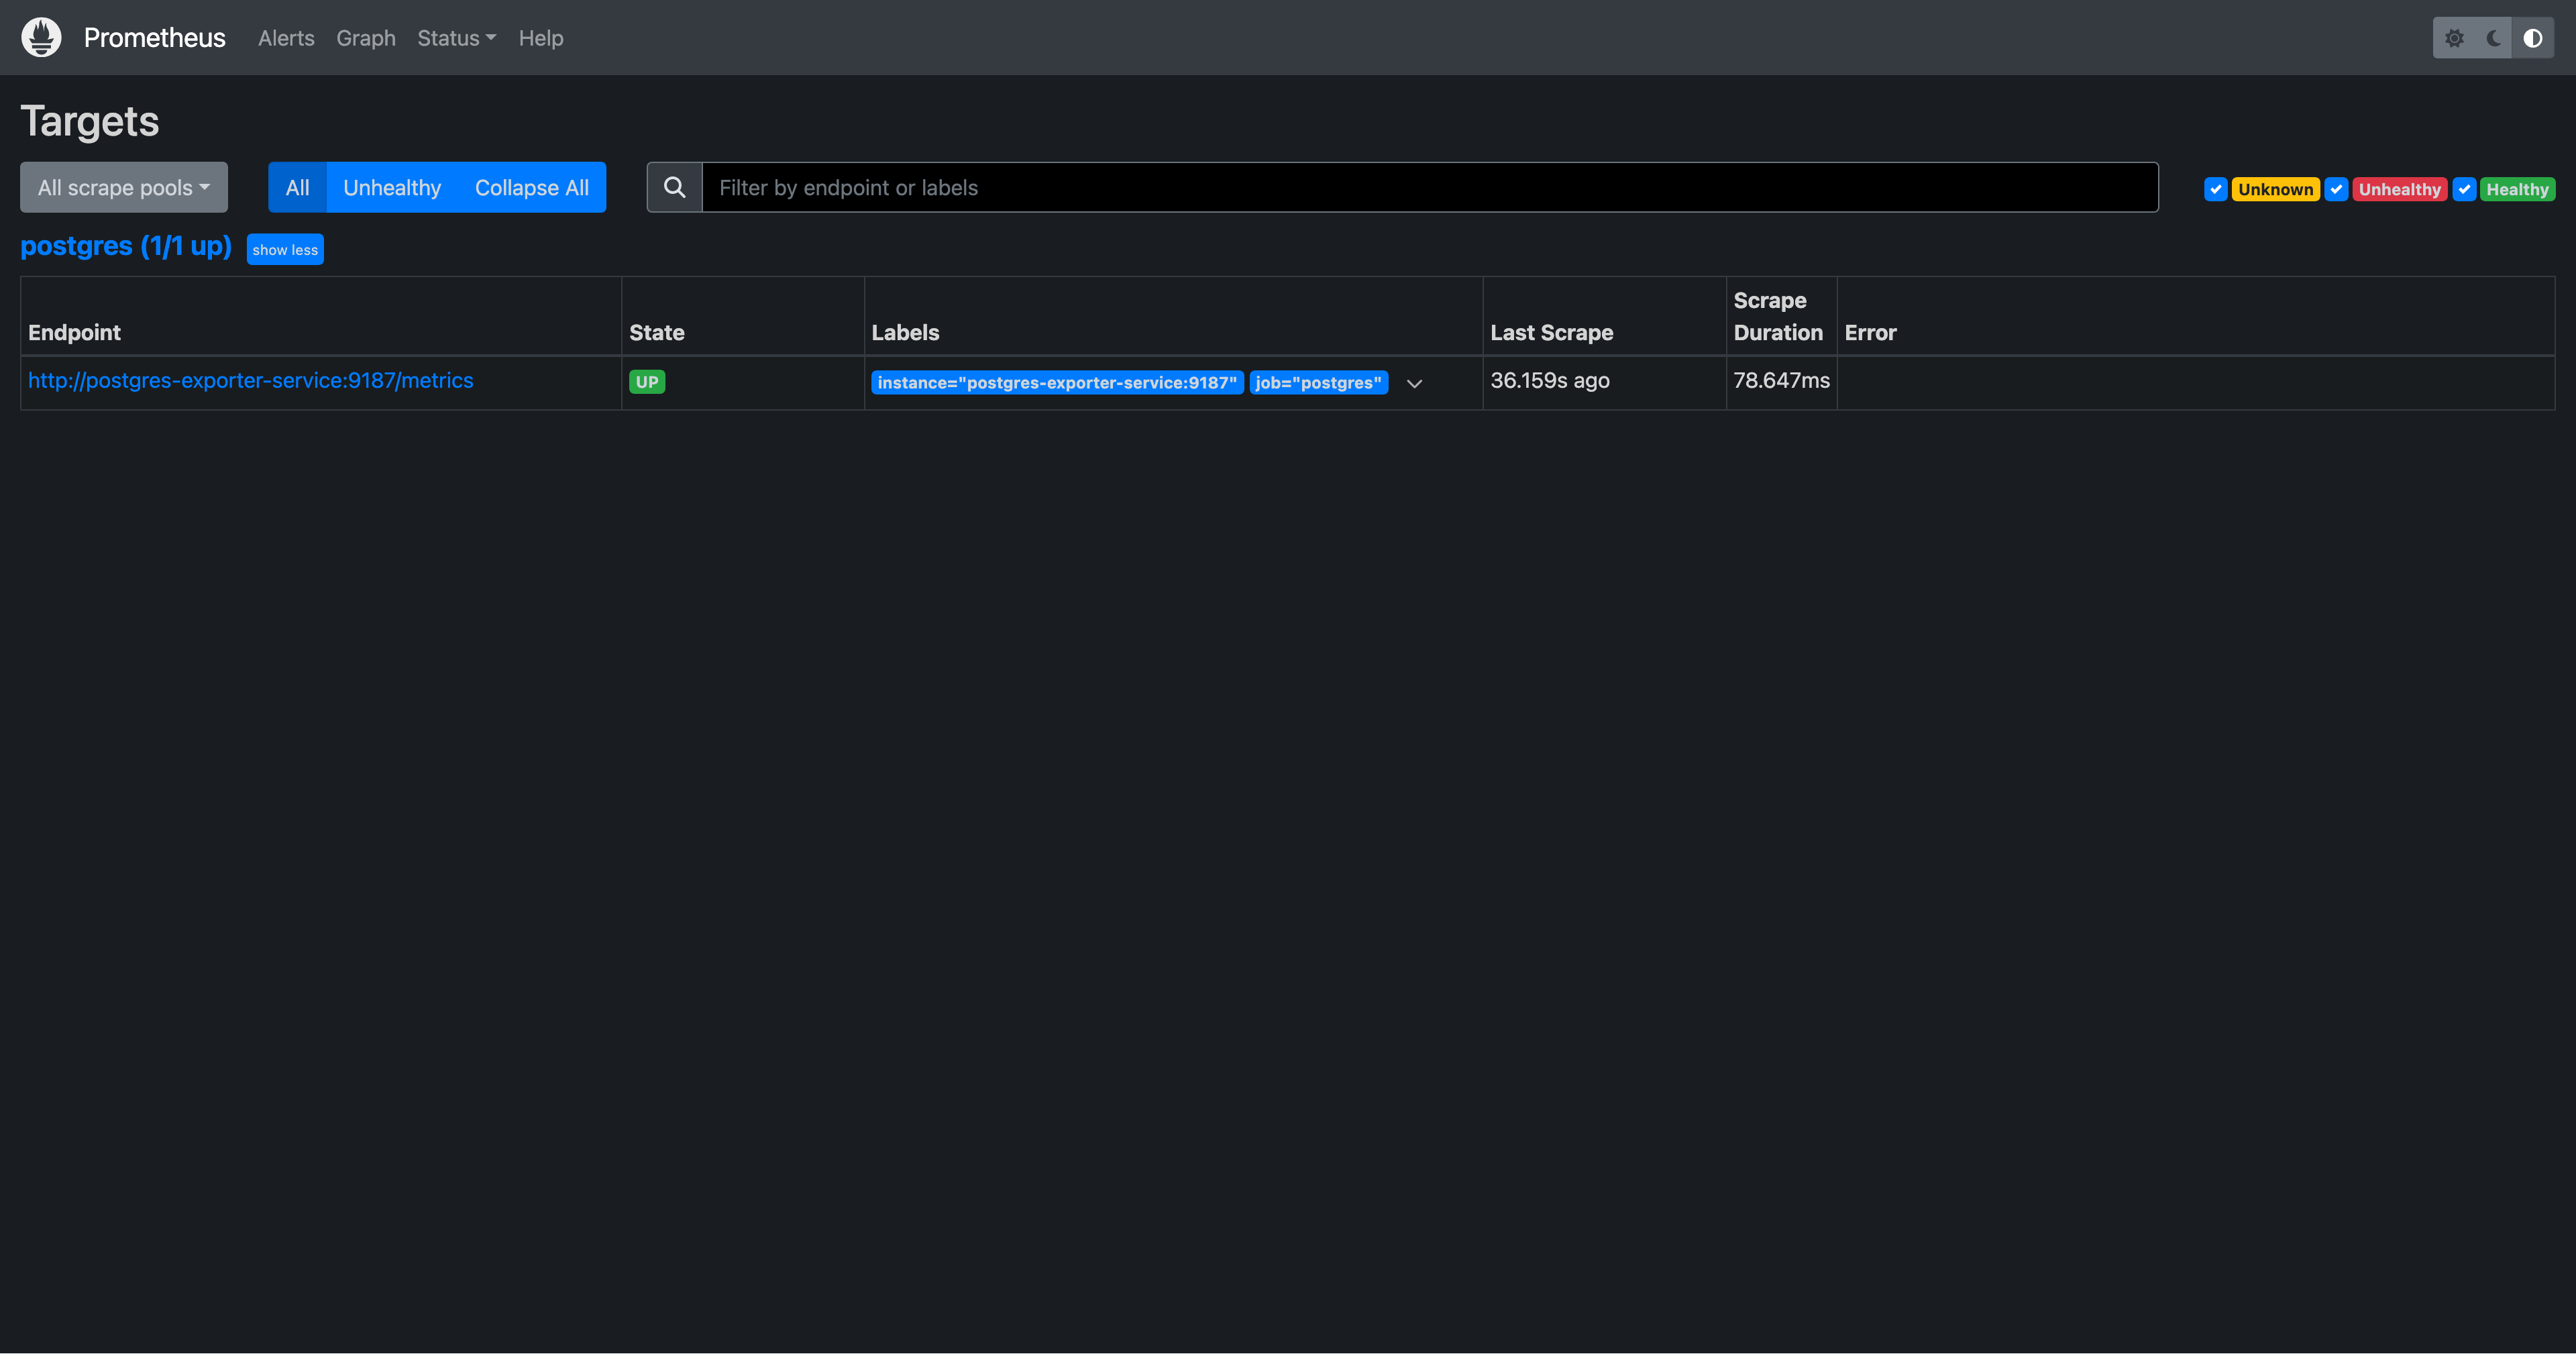 Prometheus Alerts Graph Status Help
Targets
All scrape pools All Unhealthy Collapse All Filter by endpoint or labels Unknown Unhealthy Healthy
postgres (1/1 up) show less
Endpoint State Labels Last Scrape Scrape Duration Error
http://postgres-exporter-service:9187/metrics UP instance="postgres-exporter-service:9187" job="postgres" 36.159s ago 78.647ms